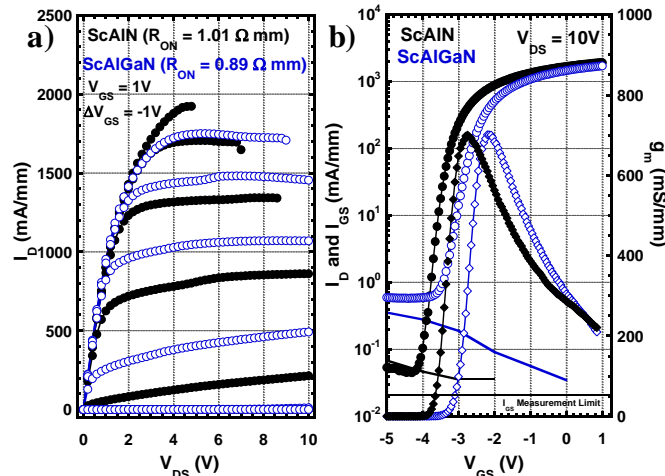 a)
ScAlN (R_ON = 1.01 Ω mm)
ScAlGaN (R_ON = 0.89 Ω mm)
V_GS = 1V
ΔV_GS = -1V
2500
2000
1500
1000
500
0
I_D (mA/mm)
0 2 4 6 8 10
V_DS (V)
b)
ScAlN
ScAlGaN
V_DS = 10V
10^4
10^3
10^2
10^1
10^0
10^-1
10^-2
I_D and I_GS (mA/mm)
1000
800
600
400
200
0
g_m (mS/mm)
I_GS Measurement Limit
-5 -4 -3 -2 -1 0 1
V_GS (V)